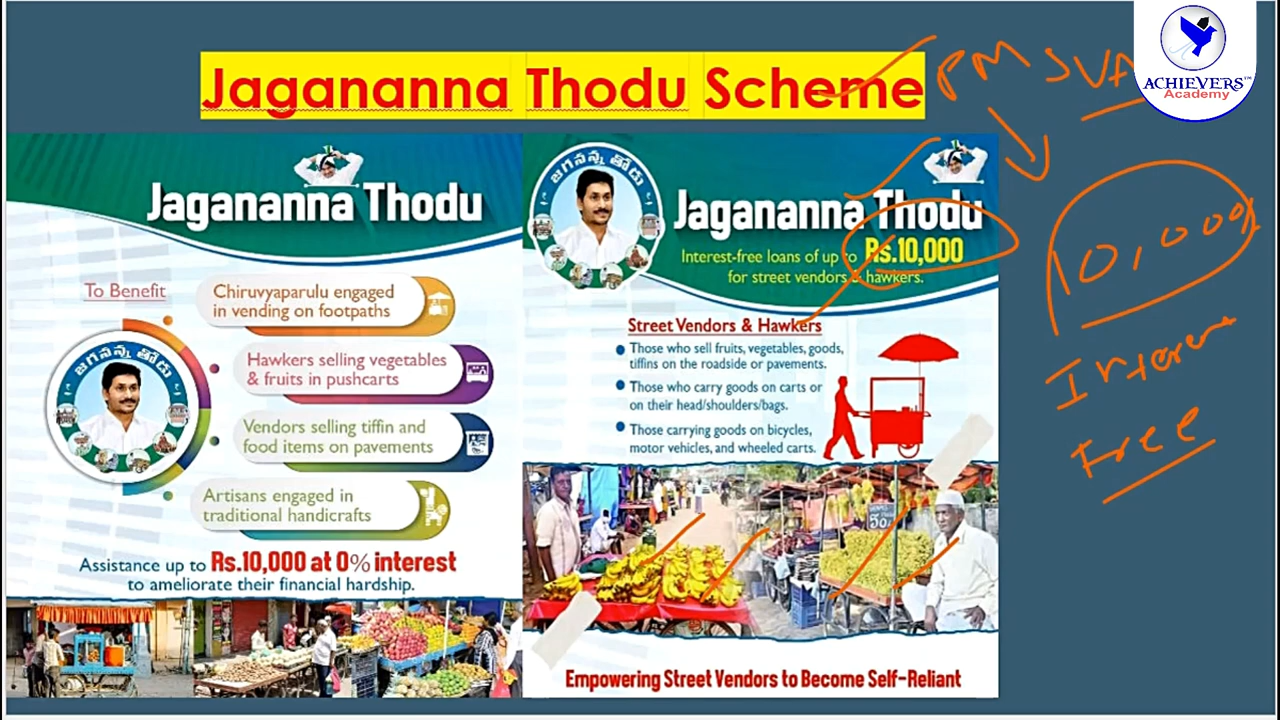 Jagananna Thodu Scheme
PM SVA
ACHIEVERS™
Academy
Jagananna Thodu
To Benefit
Chiruvyaparulu engaged
in vending on footpaths
జగనన్న తోడు
Hawkers selling vegetables
& fruits in pushcarts
Vendors selling tiffin and
food items on pavements
Artisans engaged in
traditional handicrafts
Assistance up to Rs.10,000 at 0% interest
to ameliorate their financial hardship.
జగనన్న తోడు
Jagananna Thodu
Interest-free loans of up to Rs.10,000
for street vendors & hawkers.
Street Vendors & Hawkers
Those who sell fruits, vegetables, goods,
tiffins on the roadside or pavements.
Those who carry goods on carts or
on their head/shoulders/bags.
Those carrying goods on bicycles,
motor vehicles, and wheeled carts.
50/
Empowering Street Vendors to Become Self-Reliant
10,000
Interest
Free